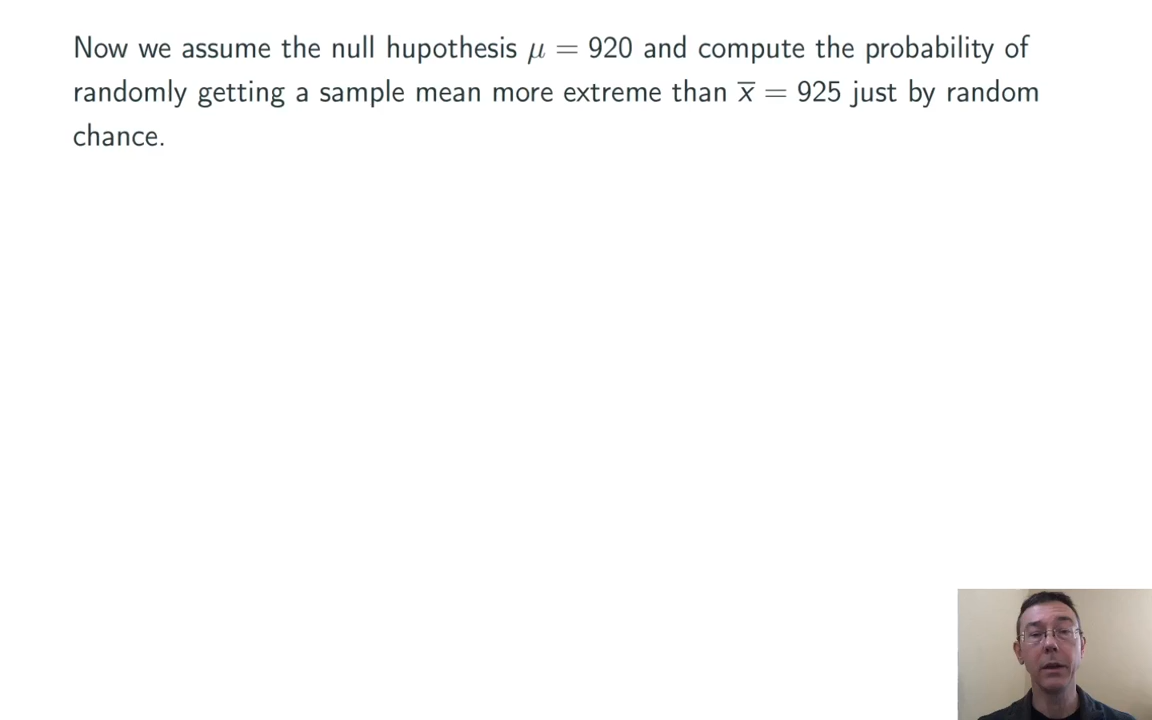 Now we assume the null hupothesis μ = 920 and compute the probability of
randomly getting a sample mean more extreme than x̅ = 925 just by random
chance.